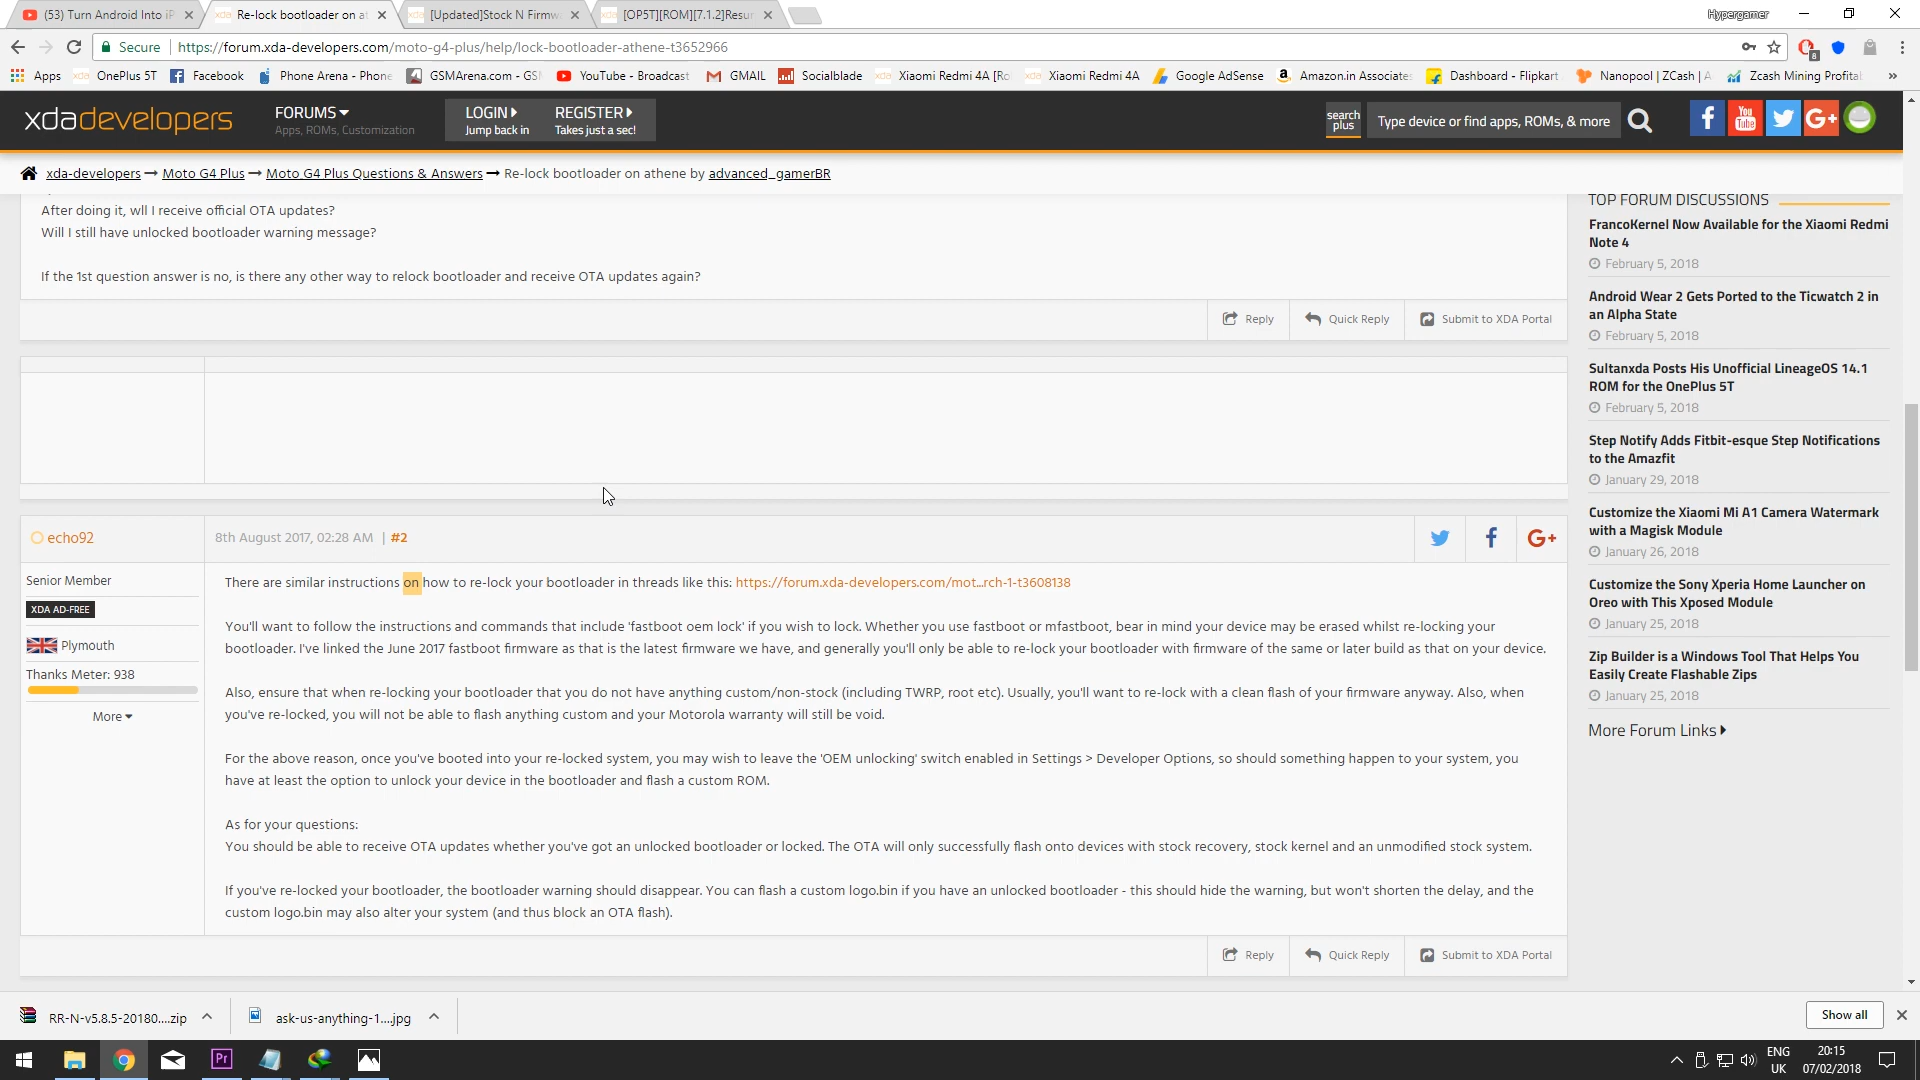 (53) Turn Android Into iP
Re-lock bootloader on at
[Updated]Stock N Firmw
[OP5T][ROM][7.1.2]Resur
Hypergamer
Secure
https://forum.xda-developers.com/moto-g4-plus/help/lock-bootloader-athene-t3652966
8
Apps
OnePlus 5T
Facebook
Phone Arena - Phone
GSMArena.com - GSM
YouTube - Broadcast
GMAIL
Socialblade
Xiaomi Redmi 4A [Ro
Xiaomi Redmi 4A
Google AdSense
Amazon.in Associates
Dashboard - Flipkart
Nanopool | ZCash | A
Zcash Mining Profitab
»
xdadevelopers
FORUMS
Apps, ROMs, Customization
LOGIN
Jump back in
REGISTER
Takes just a sec!
search
plus
Type device or find apps, ROMs, & more
xda-developers → Moto G4 Plus → Moto G4 Plus Questions & Answers → Re-lock bootloader on athene by advanced_gamerBR
After doing it, wll I receive official OTA updates?
Will I still have unlocked bootloader warning message?
If the 1st question answer is no, is there any other way to relock bootloader and receive OTA updates again?
Reply
Quick Reply
Submit to XDA Portal
echo92
8th August 2017, 02:28 AM | #2
G+
Senior Member
XDA AD-FREE
Plymouth
Thanks Meter: 938
More
There are similar instructions on how to re-lock your bootloader in threads like this: https://forum.xda-developers.com/mot...rch-1-t3608138
You'll want to follow the instructions and commands that include 'fastboot oem lock' if you wish to lock. Whether you use fastboot or mfastboot, bear in mind your device may be erased whilst re-locking your
bootloader. I've linked the June 2017 fastboot firmware as that is the latest firmware we have, and generally you'll only be able to re-lock your bootloader with firmware of the same or later build as that on your device.
Also, ensure that when re-locking your bootloader that you do not have anything custom/non-stock (including TWRP, root etc). Usually, you'll want to re-lock with a clean flash of your firmware anyway. Also, when
you've re-locked, you will not be able to flash anything custom and your Motorola warranty will still be void.
For the above reason, once you've booted into your re-locked system, you may wish to leave the 'OEM unlocking' switch enabled in Settings > Developer Options, so should something happen to your system, you
have at least the option to unlock your device in the bootloader and flash a custom ROM.
As for your questions:
You should be able to receive OTA updates whether you've got an unlocked bootloader or locked. The OTA will only successfully flash onto devices with stock recovery, stock kernel and an unmodified stock system.
If you've re-locked your bootloader, the bootloader warning should disappear. You can flash a custom logo.bin if you have an unlocked bootloader - this should hide the warning, but won't shorten the delay, and the
custom logo.bin may also alter your system (and thus block an OTA flash).
Reply
Quick Reply
Submit to XDA Portal
TOP FORUM DISCUSSIONS
FrancoKernel Now Available for the Xiaomi Redmi
Note 4
February 5, 2018
Android Wear 2 Gets Ported to the Ticwatch 2 in
an Alpha State
February 5, 2018
Sultanxda Posts His Unofficial LineageOS 14.1
ROM for the OnePlus 5T
February 5, 2018
Step Notify Adds Fitbit-esque Step Notifications
to the Amazfit
January 29, 2018
Customize the Xiaomi Mi A1 Camera Watermark
with a Magisk Module
January 26, 2018
Customize the Sony Xperia Home Launcher on
Oreo with This Xposed Module
January 25, 2018
Zip Builder is a Windows Tool That Helps You
Easily Create Flashable Zips
January 25, 2018
More Forum Links
RR-N-v5.8.5-20180....zip
ask-us-anything-1....jpg
Show all
Pr
ENG
UK
20:15
07/02/2018